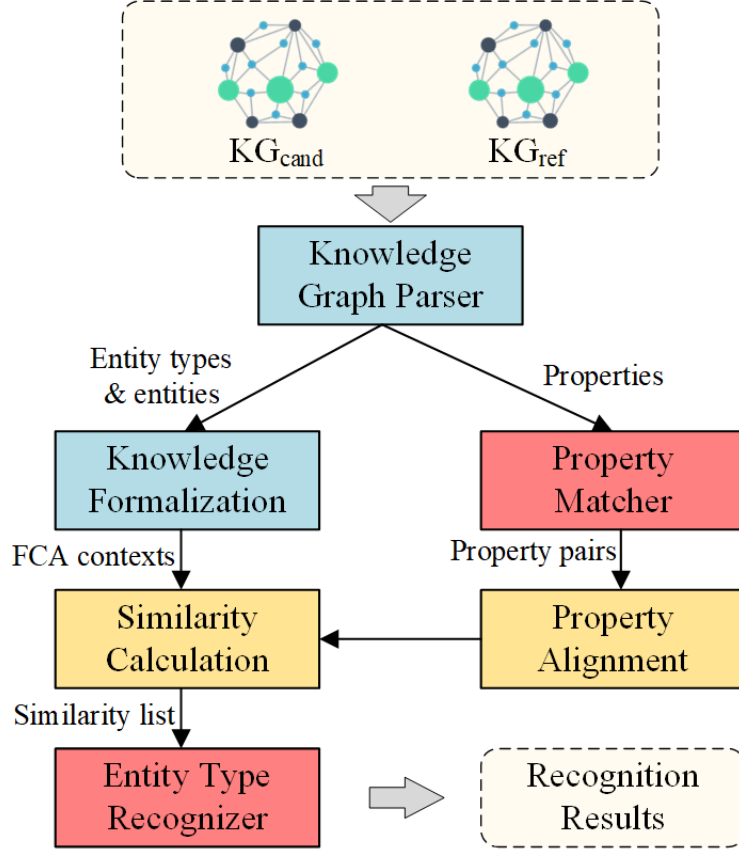 KGcand
KGref
Knowledge
Graph Parser
Entity types
& entities
Properties
Knowledge
Formalization
Property
Matcher
FCA contexts
Property pairs
Similarity
Calculation
Property
Alignment
Similarity list
Entity Type
Recognizer
Recognition
Results